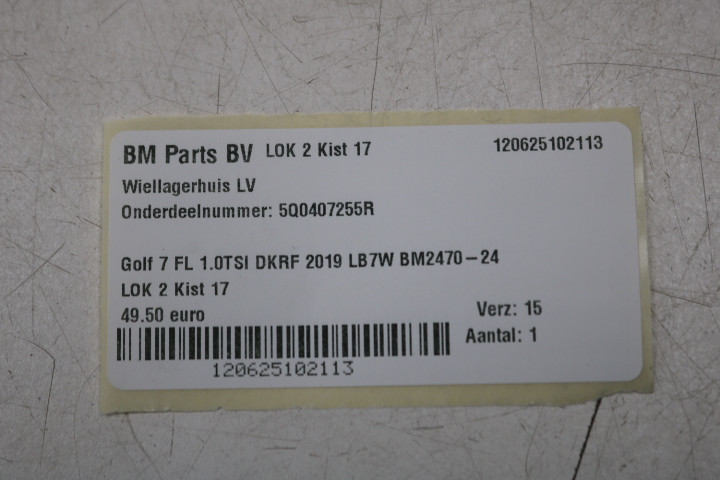 BM Parts BV LOK 2 Kist 17 120625102113
Wiellagerhuis LV
Onderdeelnummer: 5Q0407255R
Golf 7 FL 1.0TSI DKRF 2019 LB7W BM2470-24
LOK 2 Kist 17
49.50 euro Verz: 15
Aantal: 1
120625102113